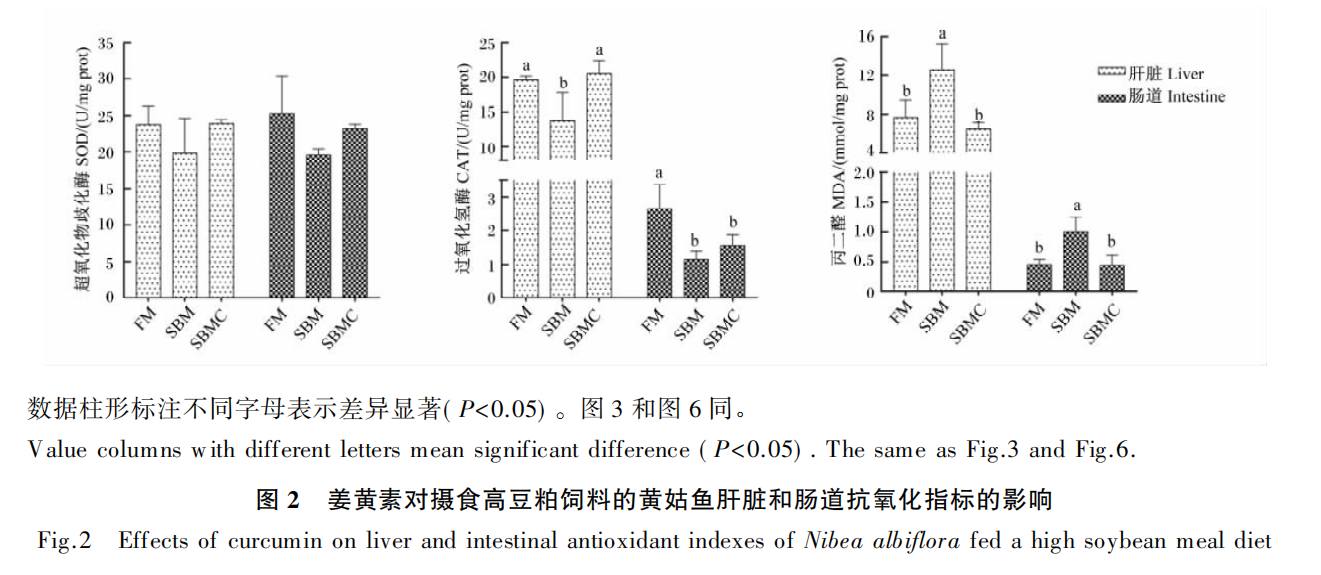 超氧化物歧化酶 SOD/(U/mg prot)
35
30
25
20
15
10
5
0
FM
SBM
SBMC
FM
SBM
SBMC
过氧化氢酶 CAT/(U/mg prot)
25
20
15
10
3
2
1
0
a
b
a
a
b
b
FM
SBM
SBMC
FM
SBM
SBMC
丙二醛 MDA/(mmol/mg prot)
16
12
8
4
2.0
1.5
1.0
0.5
0
b
a
b
b
a
b
FM
SBM
SBMC
FM
SBM
SBMC
肝脏 Liver
肠道 Intestine
数据柱形标注不同字母表示差异显著( P<0.05) 。图 3 和图 6 同。
Value columns with different letters mean significant difference ( P<0.05) . The same as Fig.3 and Fig.6.
图 2 姜黄素对摄食高豆粕饲料的黄姑鱼肝脏和肠道抗氧化指标的影响
Fig.2 Effects of curcumin on liver and intestinal antioxidant indexes of Nibea albiflora fed a high soybean meal diet